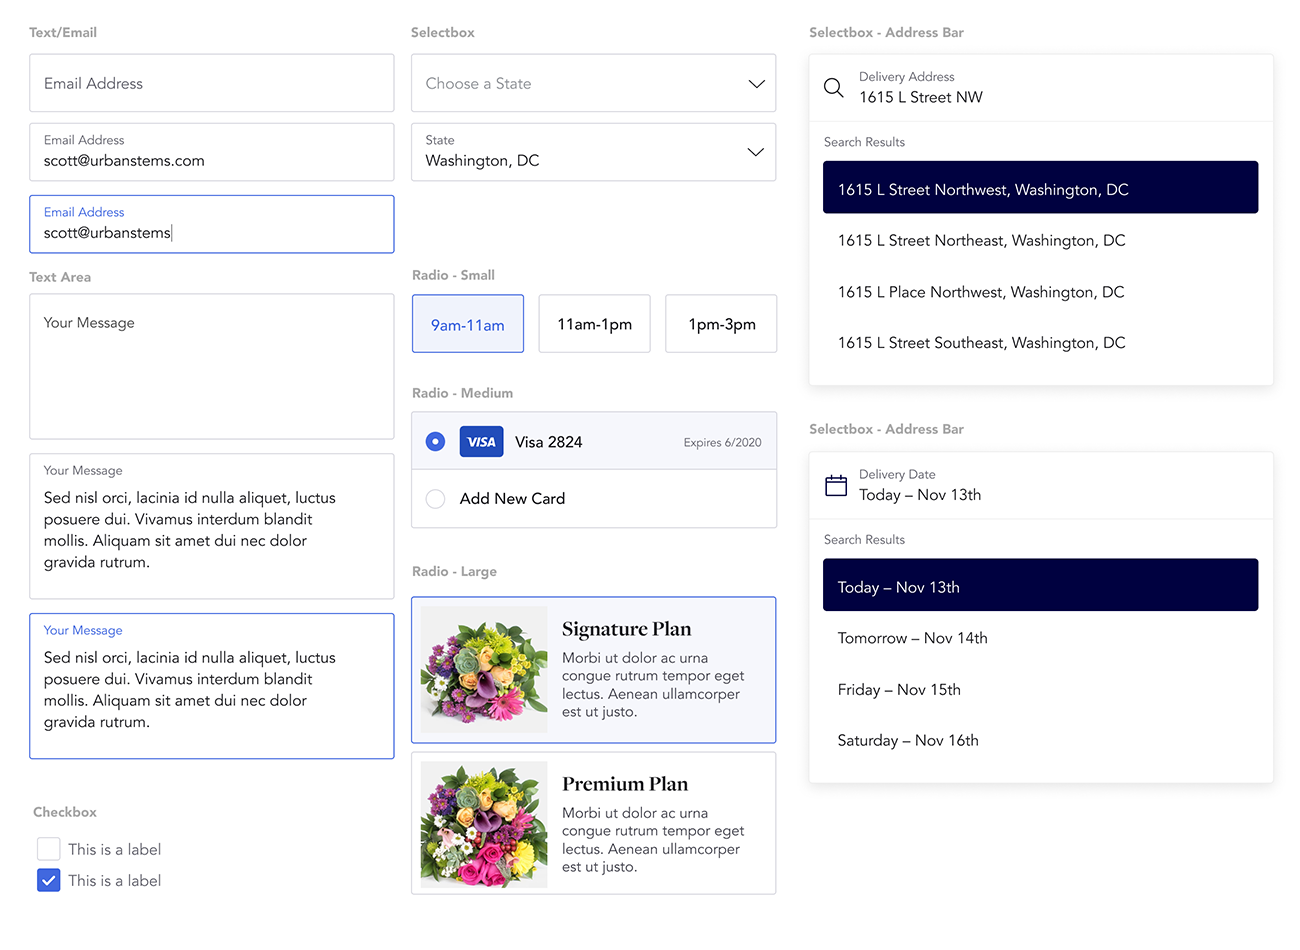 Text/Email
Email Address
Email Address
scott@urbanstems.com
Email Address
scott@urbanstems
Text Area
Your Message
Your Message
Sed nisl orci, lacinia id nulla aliquet, luctus
posuere dui. Vivamus interdum blandit
mollis. Aliquam sit amet dui nec dolor
gravida rutrum.
Your Message
Sed nisl orci, lacinia id nulla aliquet, luctus
posuere dui. Vivamus interdum blandit
mollis. Aliquam sit amet dui nec dolor
gravida rutrum.
Checkbox
This is a label
This is a label
Selectbox
Choose a State
State
Washington, DC
Radio - Small
9am-11am
11am-1pm
1pm-3pm
Radio - Medium
VISA Visa 2824 Expires 6/2020
Add New Card
Radio - Large
Signature Plan
Morbi ut dolor ac urna
congue rutrum tempor eget
lectus. Aenean ullamcorper
est ut justo.
Premium Plan
Morbi ut dolor ac urna
congue rutrum tempor eget
lectus. Aenean ullamcorper
est ut justo.
Selectbox - Address Bar
Delivery Address
1615 L Street NW
Search Results
1615 L Street Northwest, Washington, DC
1615 L Street Northeast, Washington, DC
1615 L Place Northwest, Washington, DC
1615 L Street Southeast, Washington, DC
Selectbox - Address Bar
Delivery Date
Today – Nov 13th
Search Results
Today – Nov 13th
Tomorrow – Nov 14th
Friday – Nov 15th
Saturday – Nov 16th